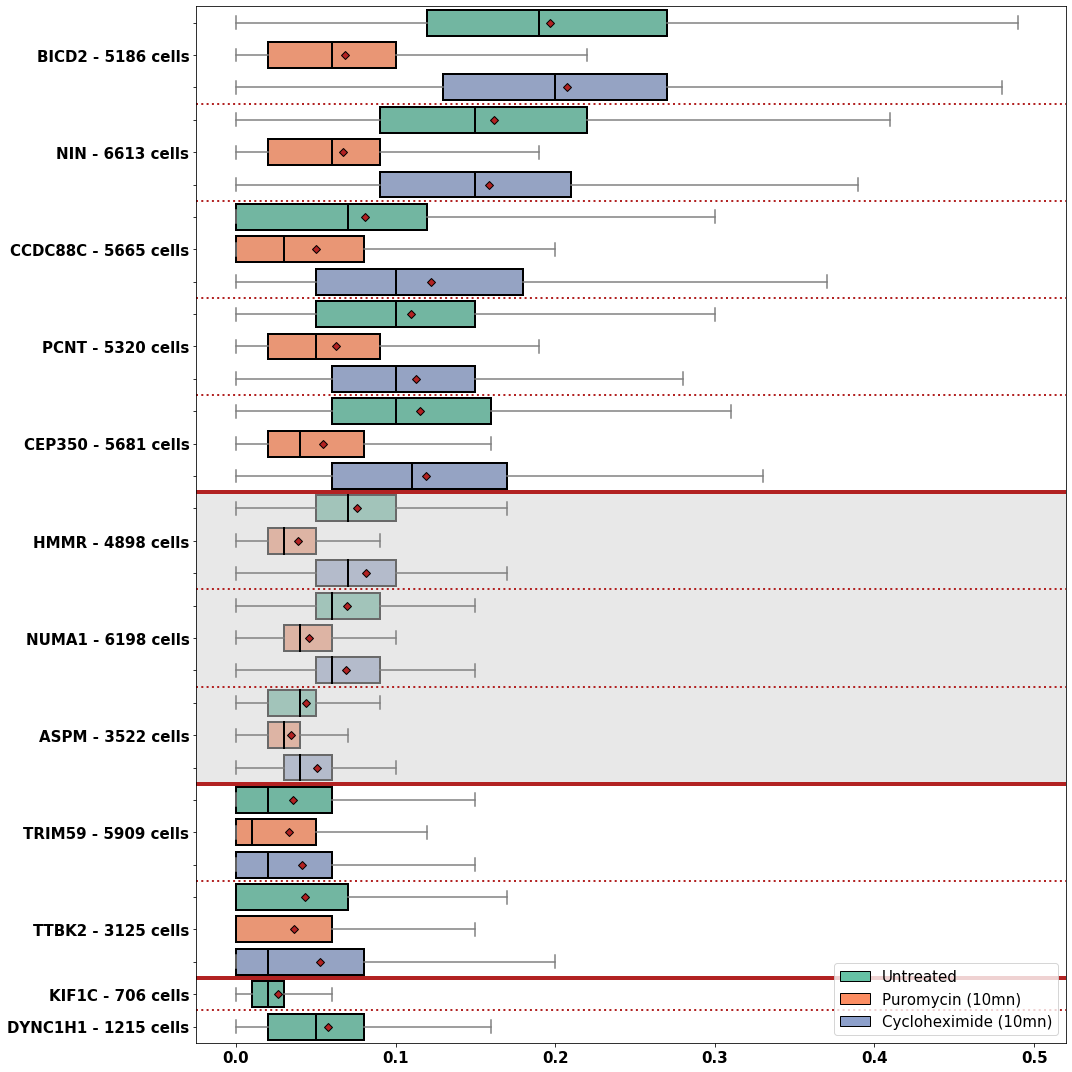 BICD2 - 5186 cells
NIN - 6613 cells
CCDC88C - 5665 cells
PCNT - 5320 cells
CEP350 - 5681 cells
HMMR - 4898 cells
NUMA1 - 6198 cells
ASPM - 3522 cells
TRIM59 - 5909 cells
TTBK2 - 3125 cells
KIF1C - 706 cells
DYNC1H1 - 1215 cells
Untreated
Puromycin (10mn)
Cycloheximide (10mn)
0.0 0.1 0.2 0.3 0.4 0.5